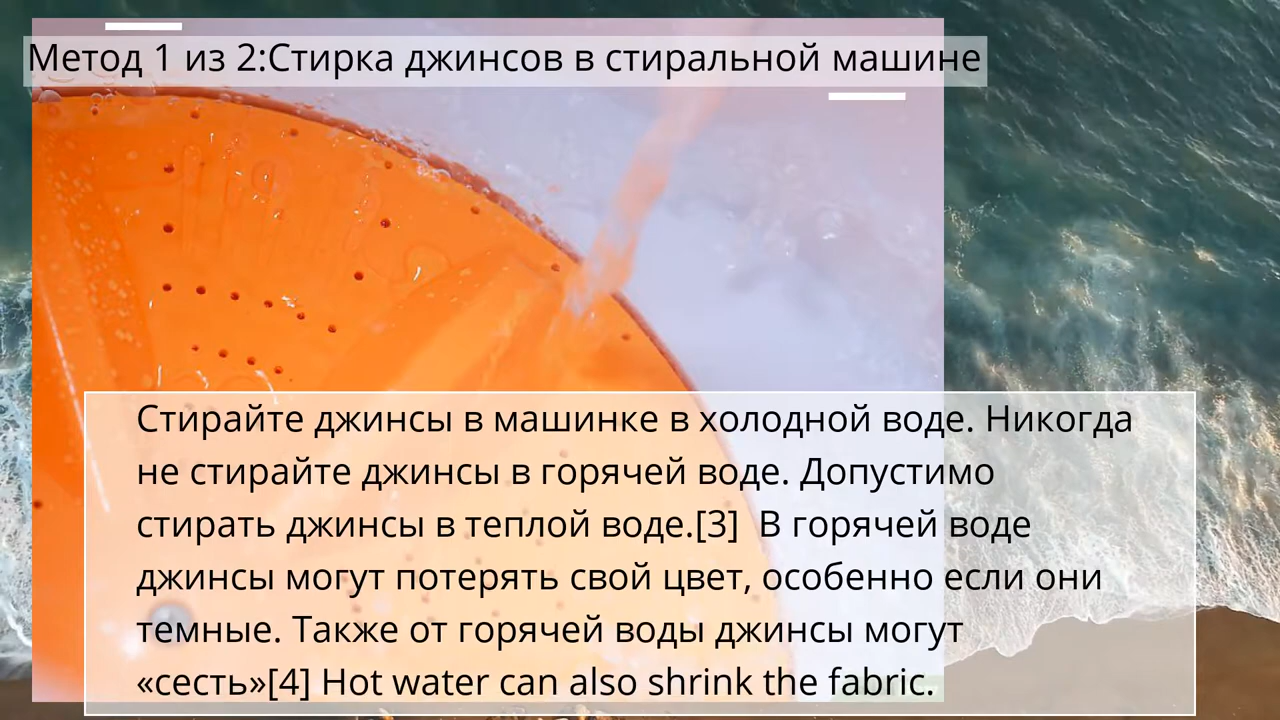 Метод 1 из 2:Стирка джинсов в стиральной машине
Стирайте джинсы в машинке в холодной воде. Никогда
не стирайте джинсы в горячей воде. Допустимо
стирать джинсы в теплой воде.[3]  В горячей воде
джинсы могут потерять свой цвет, особенно если они
темные. Также от горячей воды джинсы могут
«сесть»[4] Hot water can also shrink the fabric.